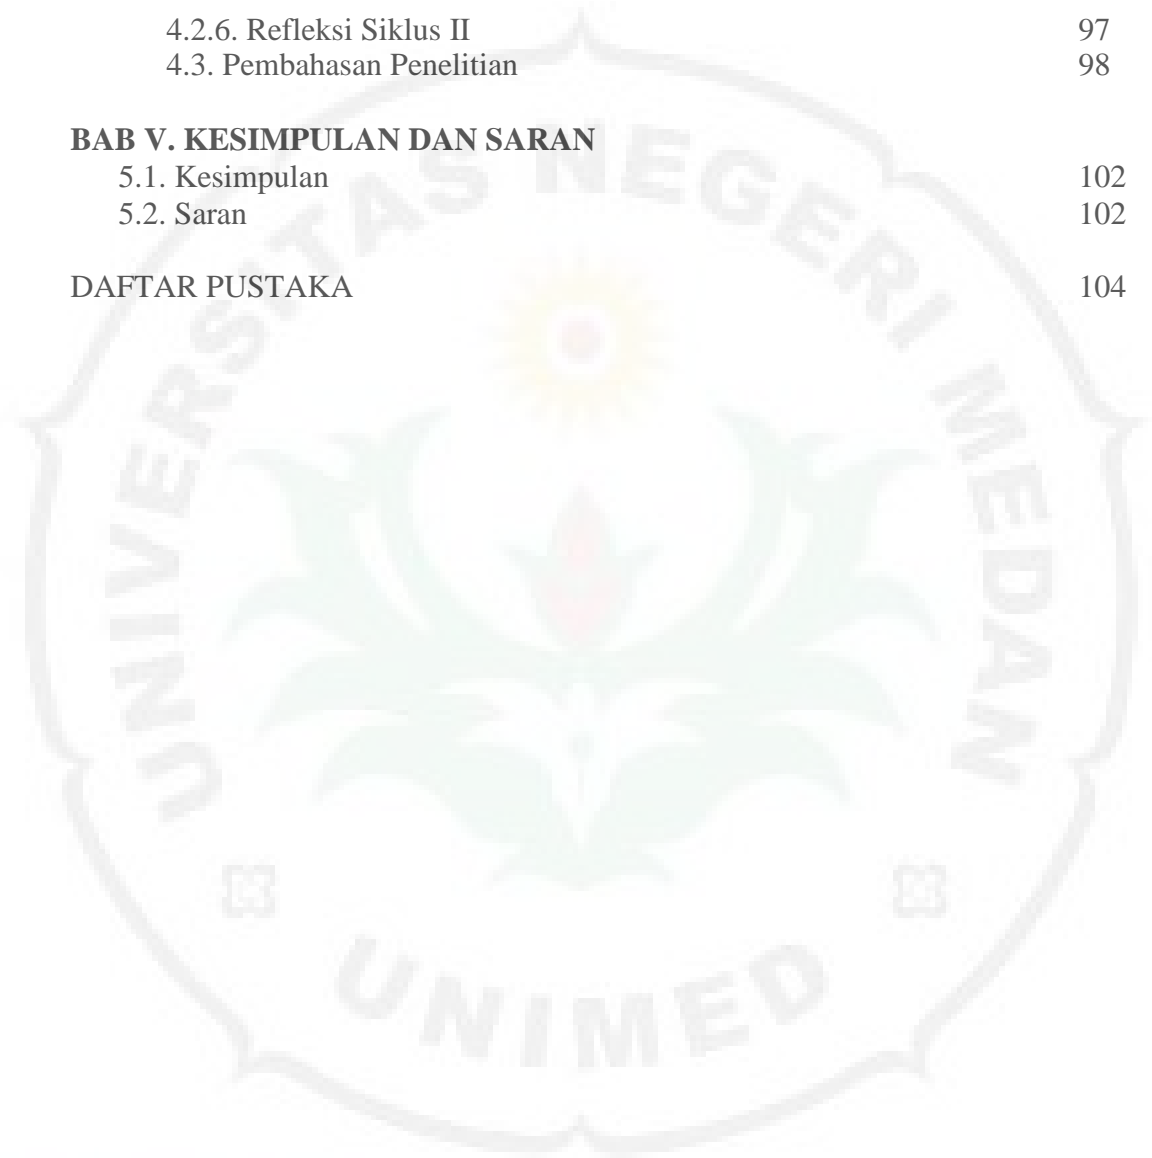 4.2.6. Refleksi Siklus II 97
4.3. Pembahasan Penelitian 98
BAB V. KESIMPULAN DAN SARAN
5.1. Kesimpulan 102
5.2. Saran 102
DAFTAR PUSTAKA 104
UNIVERSITAS NEGERI MEDAN
UNIMED